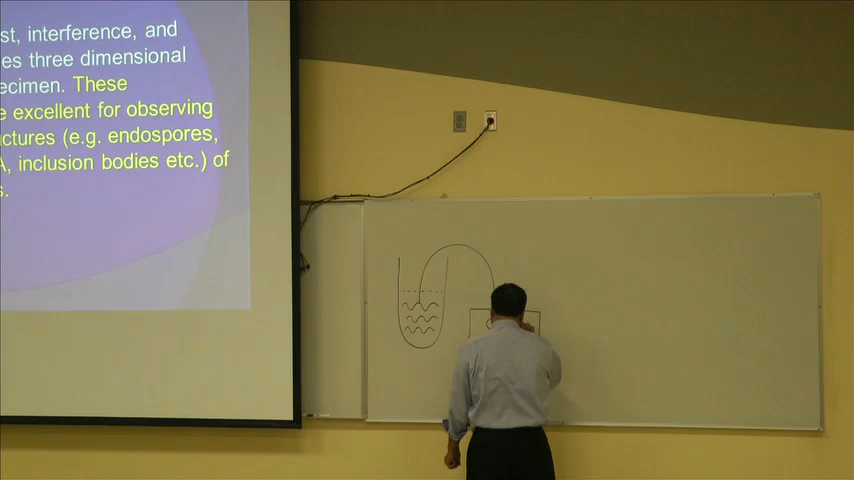 st, interference, and
es three dimensional
ecimen. These
e excellent for observing
ctures (e.g. endospores,
A, inclusion bodies etc.) of
s.